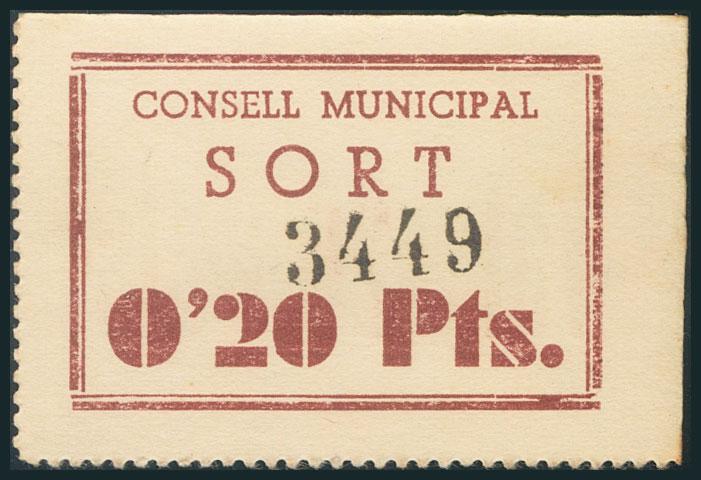 CONSELL MUNICIPAL
SORT
3449
0'20 Pts.